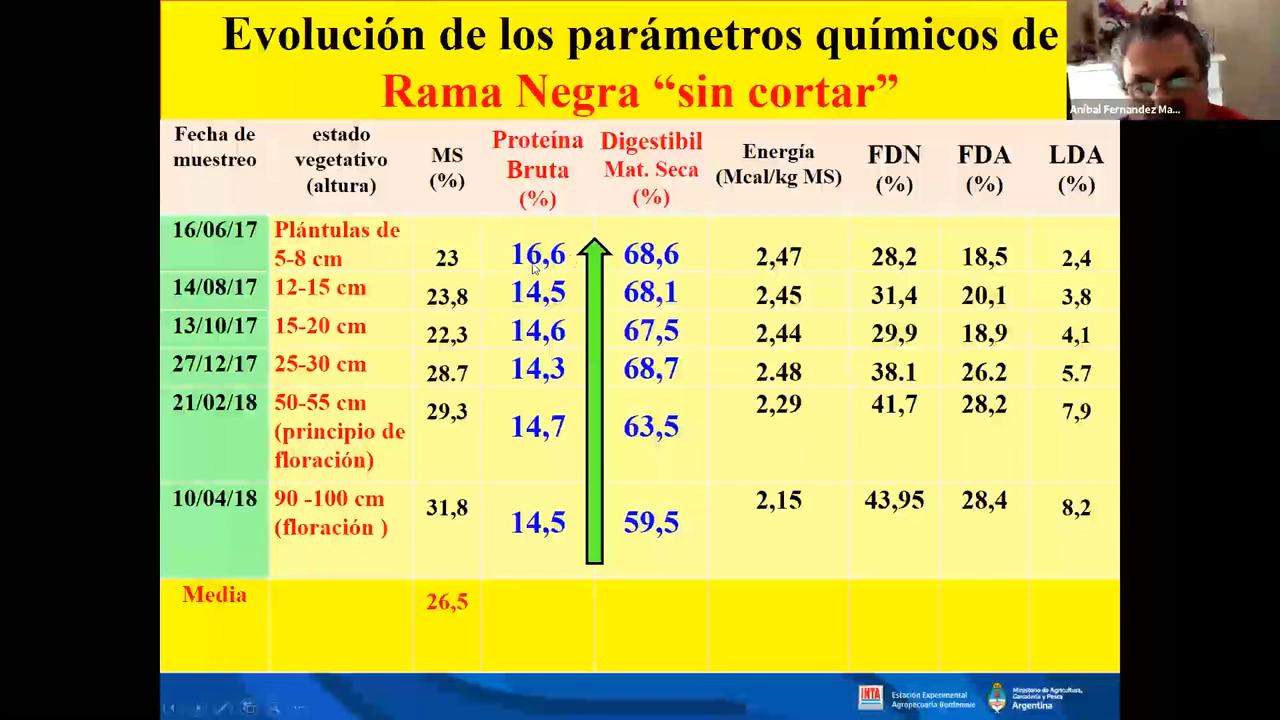 Evolución de los parámetros químicos de
Rama Negra “sin cortar”
Aníbal Fernandez Ma...
Fecha de muestreo
estado vegetativo (altura)
MS (%)
Proteína Bruta (%)
Digestibil Mat. Seca (%)
Energía (Mcal/kg MS)
FDN (%)
FDA (%)
LDA (%)
16/06/17 Plántulas de 5-8 cm 23 16,6 68,6 2,47 28,2 18,5 2,4
14/08/17 12-15 cm 23,8 14,5 68,1 2,45 31,4 20,1 3,8
13/10/17 15-20 cm 22,3 14,6 67,5 2,44 29,9 18,9 4,1
27/12/17 25-30 cm 28.7 14,3 68,7 2.48 38.1 26.2 5.7
21/02/18 50-55 cm (principio de floración) 29,3 14,7 63,5 2,29 41,7 28,2 7,9
10/04/18 90 -100 cm (floración ) 31,8 14,5 59,5 2,15 43,95 28,4 8,2
Media 26,5
INTA
Estación Experimental
Agropecuaria Bordenave
Ministerio de Agricultura,
Ganadería y Pesca
Argentina